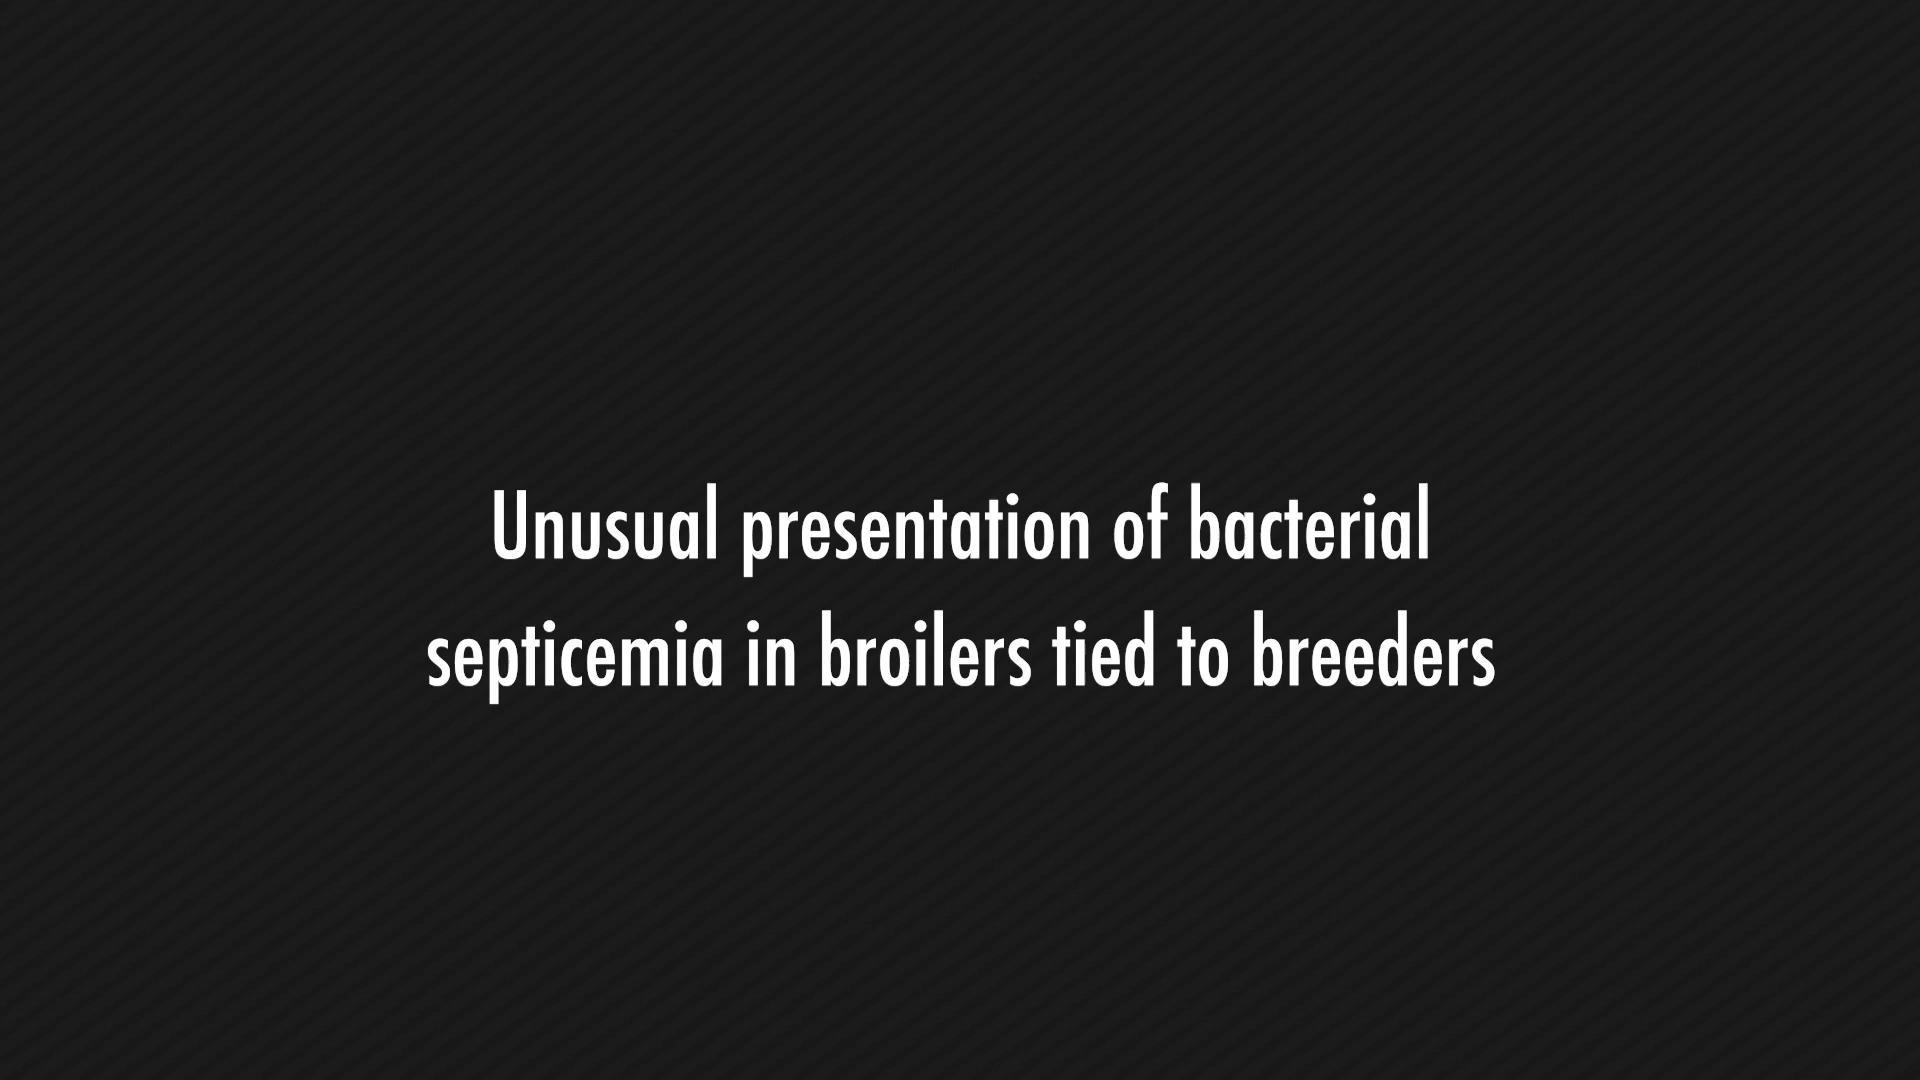 Unusual presentation of bacterial
septicemia in broilers tied to breeders